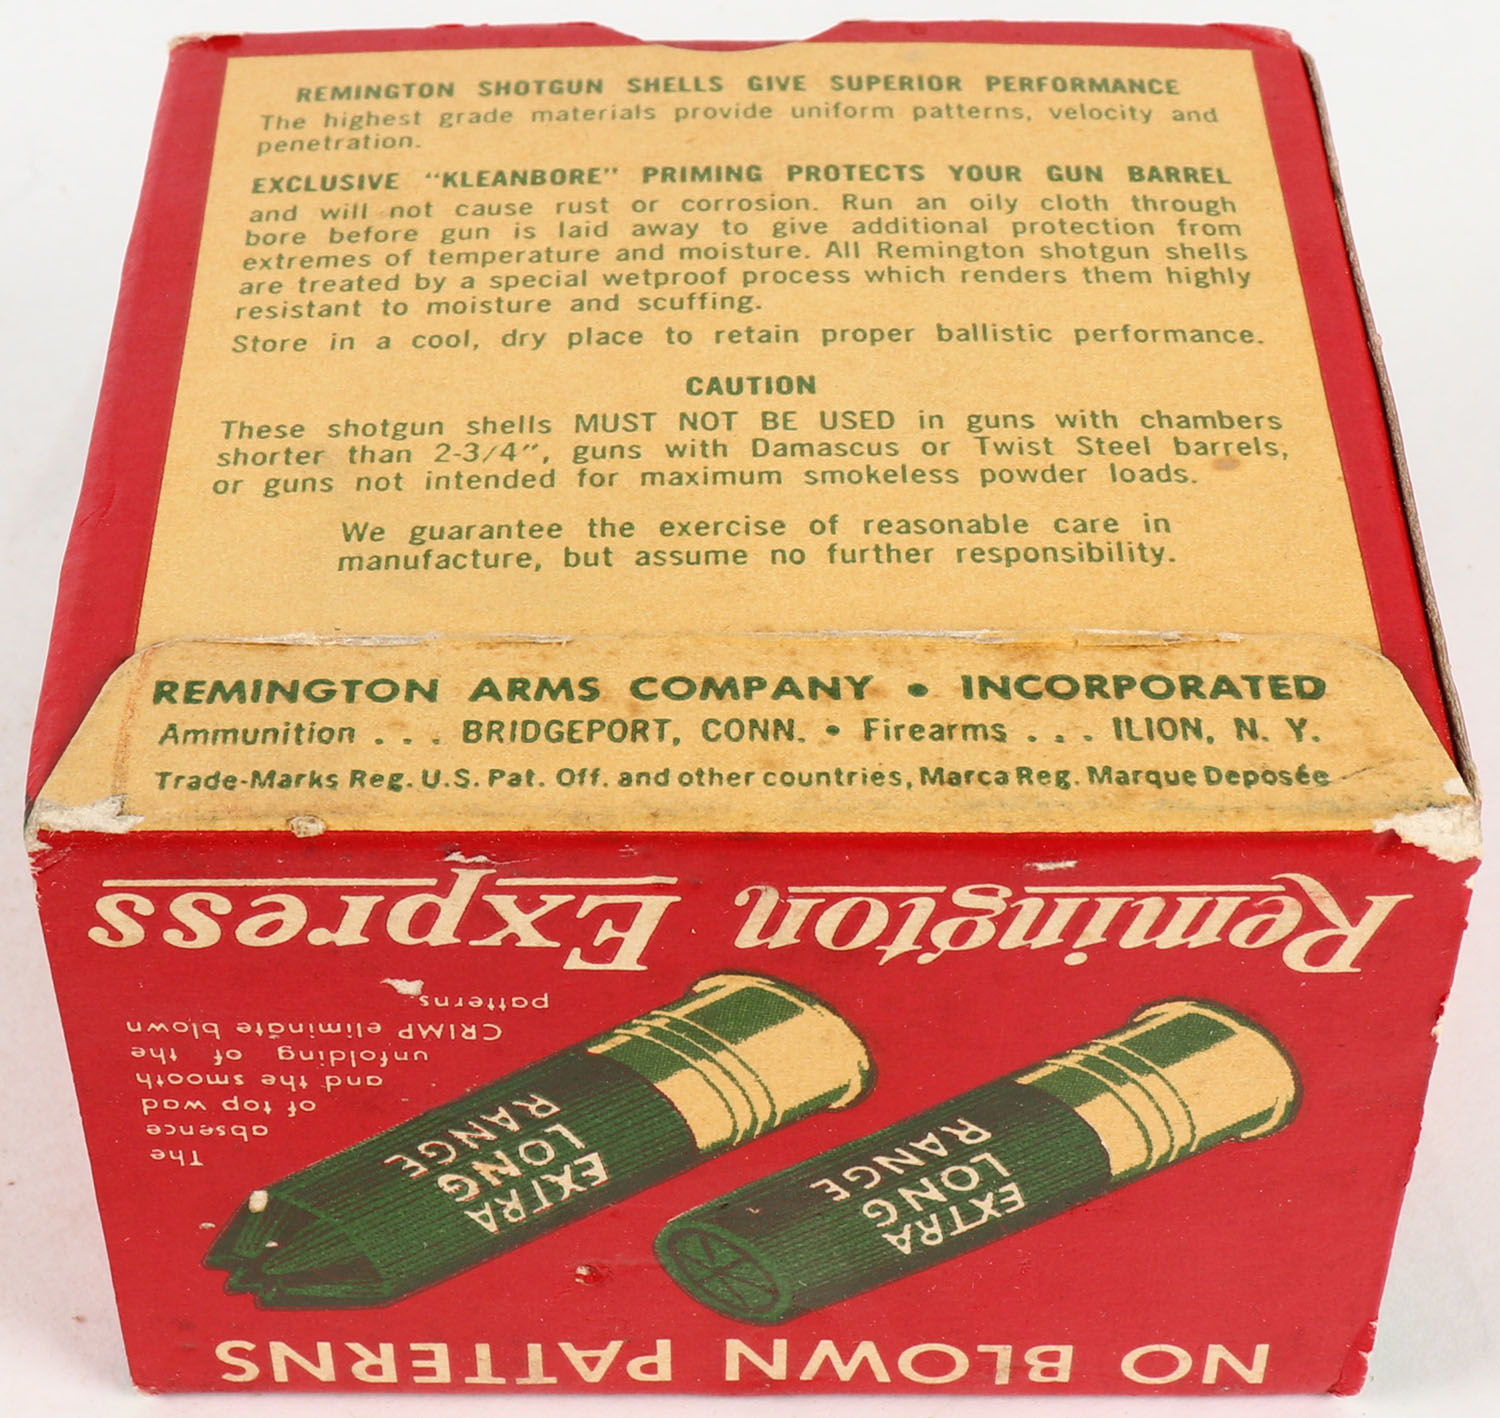 REMINGTON SHOTGUN SHELLS GIVE SUPERIOR PERFORMANCE
The highest grade materials provide uniform patterns, velocity and
penetration.
EXCLUSIVE "KLEANBORE" PRIMING PROTECTS YOUR GUN BARREL
and will not cause rust or corrosion. Run an oily cloth through
bore before gun is laid away to give additional protection from
extremes of temperature and moisture. All Remington shotgun shells
are treated by a special wetproof process which renders them highly
resistant to moisture and scuffing.
Store in a cool, dry place to retain proper ballistic performance.
CAUTION
These shotgun shells MUST NOT BE USED in guns with chambers
shorter than 2-3/4", guns with Damascus or Twist Steel barrels,
or guns not intended for maximum smokeless powder loads.
We guarantee the exercise of reasonable care in
manufacture, but assume no further responsibility.
REMINGTON ARMS COMPANY • INCORPORATED
Ammunition . . . BRIDGEPORT, CONN. • Firearms . . . ILION, N. Y.
Trade-Marks Reg. U.S. Pat. Off. and other countries, Marca Reg. Marque Deposée
NO BLOWN PATTERNS
EXTRA
LONG
RANGE
EXTRA
LONG
RANGE
The
absence
of top wad
and the smooth
unfolding of the
CRIMP eliminate blown
patterns
Remington Express